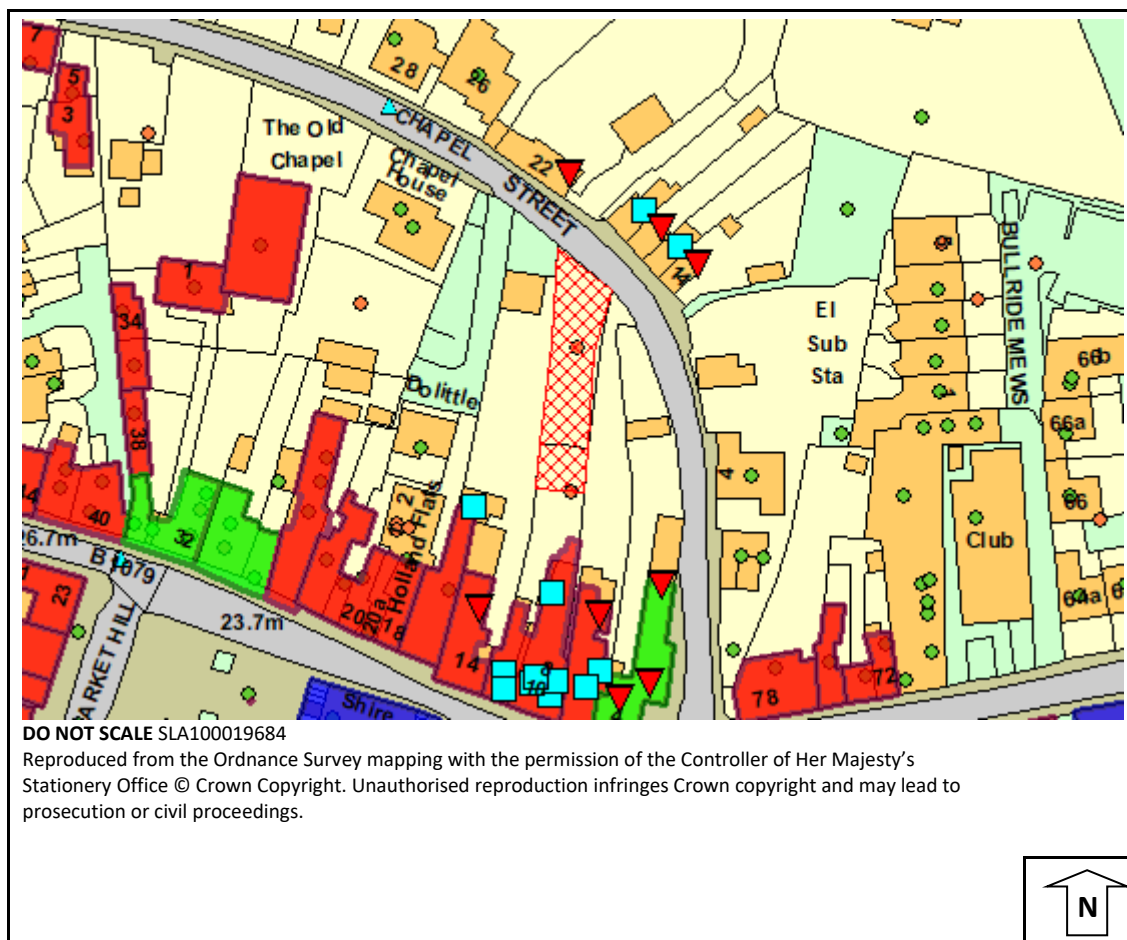 7
5
3
28
26
CHAPEL
STREET
The Old
Chapel
Chapel
House
22
14
1
34
38
Dolittle
El
Sub
Sta
BULLRIDE MEWS
66b
66a
66
64a
Club
4
2
Holland Flats
20a
18
14
8
10
44
40
32
26.7m
B1079
23
23.7m
MARKET HILL
Shire
78
72
DO NOT SCALE SLA100019684
Reproduced from the Ordnance Survey mapping with the permission of the Controller of Her Majesty's
Stationery Office © Crown Copyright. Unauthorised reproduction infringes Crown copyright and may lead to
prosecution or civil proceedings.
N